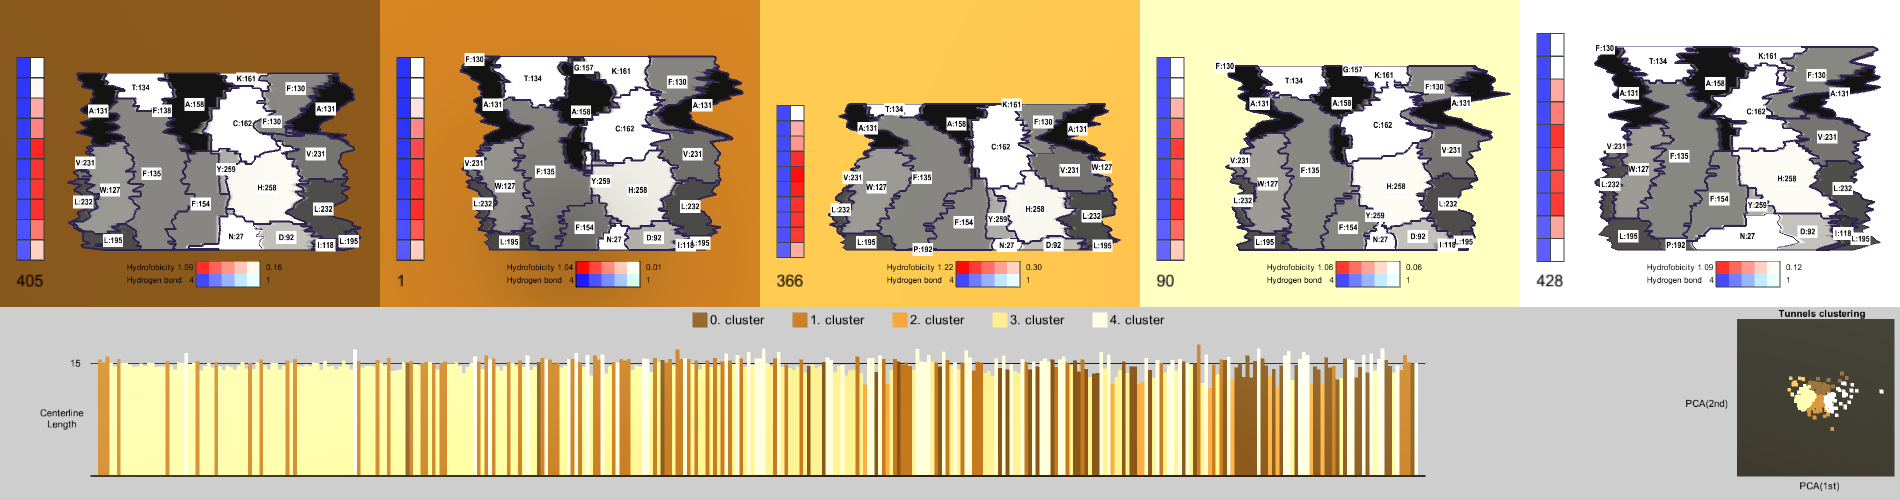 K:161
T:134
F:130
A:131
F:138
A:158
A:131
C:162
F:130
V:231
V:231
F:135
Y:259
W:127
H:258
L:232
F:154
L:232
L:195
N:27
D:92
I:118
L:195
Hydrofobicity 1.09 0.16
Hydrogen bond 4 1
405
F:130
G:157
K:161
T:134
F:130
A:131
A:158
A:131
C:162
V:231
V:231
F:135
Y:259
W:127
H:258
L:232
L:232
F:154
L:195
N:27
D:92
I:118
L:195
Hydrofobicity 1.04 0.01
Hydrogen bond 4 1
1
K:161
T:134
A:131
A:158
F:130
A:131
C:162
V:231
W:127
F:135
V:231
W:127
L:232
H:258
L:232
F:154
Y:259
L:195
P:192
N:27
D:92
L:195
Hydrofobicity 1.22 0.30
Hydrogen bond 4 1
366
F:130
G:157
K:161
T:134
F:130
A:131
A:158
A:131
C:162
V:231
V:231
F:135
W:127
H:258
L:232
L:232
Y:259
F:154
L:195
N:27
D:92
I:118
L:195
Hydrofobicity 1.06 0.06
Hydrogen bond 4 1
90
F:130
K:161
T:134
A:158
F:130
A:131
A:131
C:162
V:231
V:231
F:135
W:127
H:258
L:232
L:232
F:154
Y:259
L:195
P:192
N:27
D:92
I:118
L:195
Hydrofobicity 1.09 0.12
Hydrogen bond 4 1
428
0. cluster
1. cluster
2. cluster
3. cluster
4. cluster
15
Centerline
Length
Tunnels clustering
PCA(2nd)
PCA(1st)